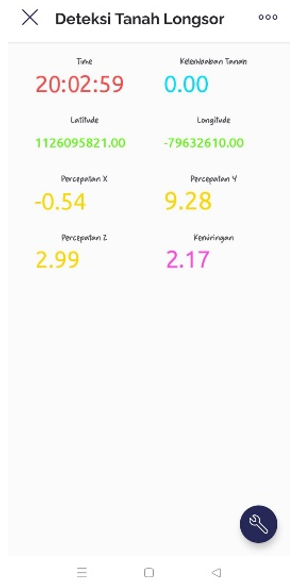 Deteksi Tanah Longsor
Time
Kelembaban Tanah
20:02:59
0.00
Latitude
Longitude
1126095821.00
-79632610.00
Percepatan X
Percepatan Y
-0.54
9.28
Percepatan Z
Kemiringan
2.99
2.17